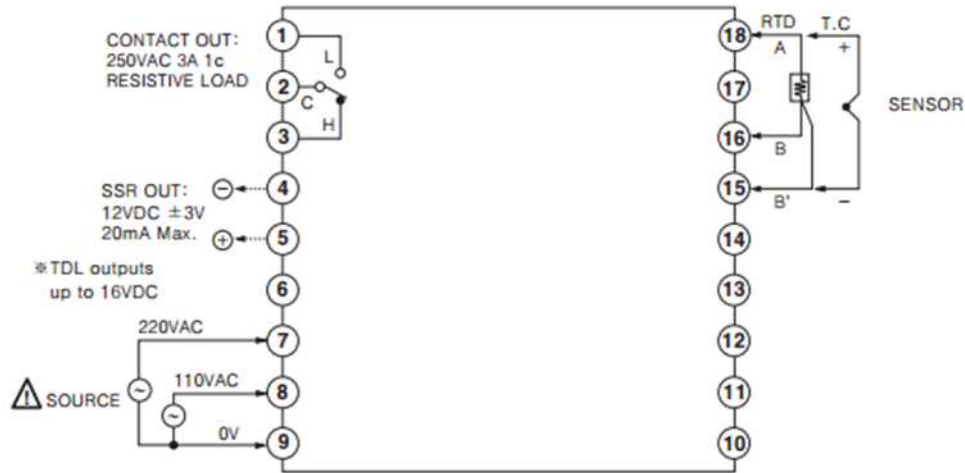 CONTACT OUT:
250VAC 3A 1c
RESISTIVE LOAD
1
2
3
L
C
H
SSR OUT:
12VDC ±3V
20mA Max.
4
5
− 
+
※TDL outputs
up to 16VDC
6
220VAC
7
110VAC
8
SOURCE
~
~
!
0V
9
18
RTD
A
T.C
+
17
SENSOR
16
B
15
B'
−
14
13
12
11
10